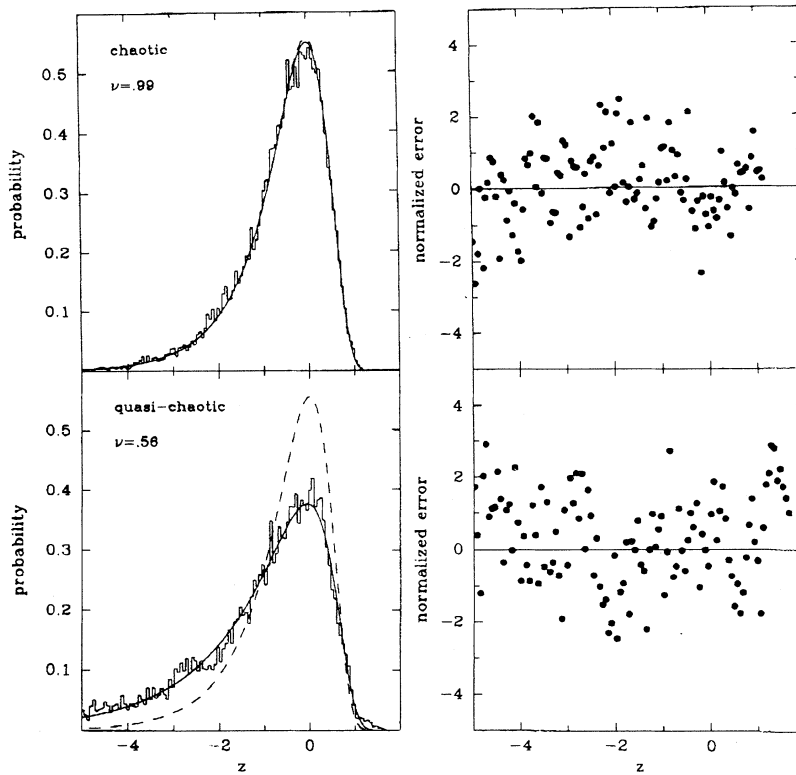 chaotic
ν=.99
probability
0.5
0.4
0.3
0.2
0.1
normalized error
4
2
0
−2
−4
quasi−chaotic
ν=.56
probability
0.5
0.4
0.3
0.2
0.1
−4
−2
0
z
normalized error
4
2
0
−2
−4
−4
−2
0
z